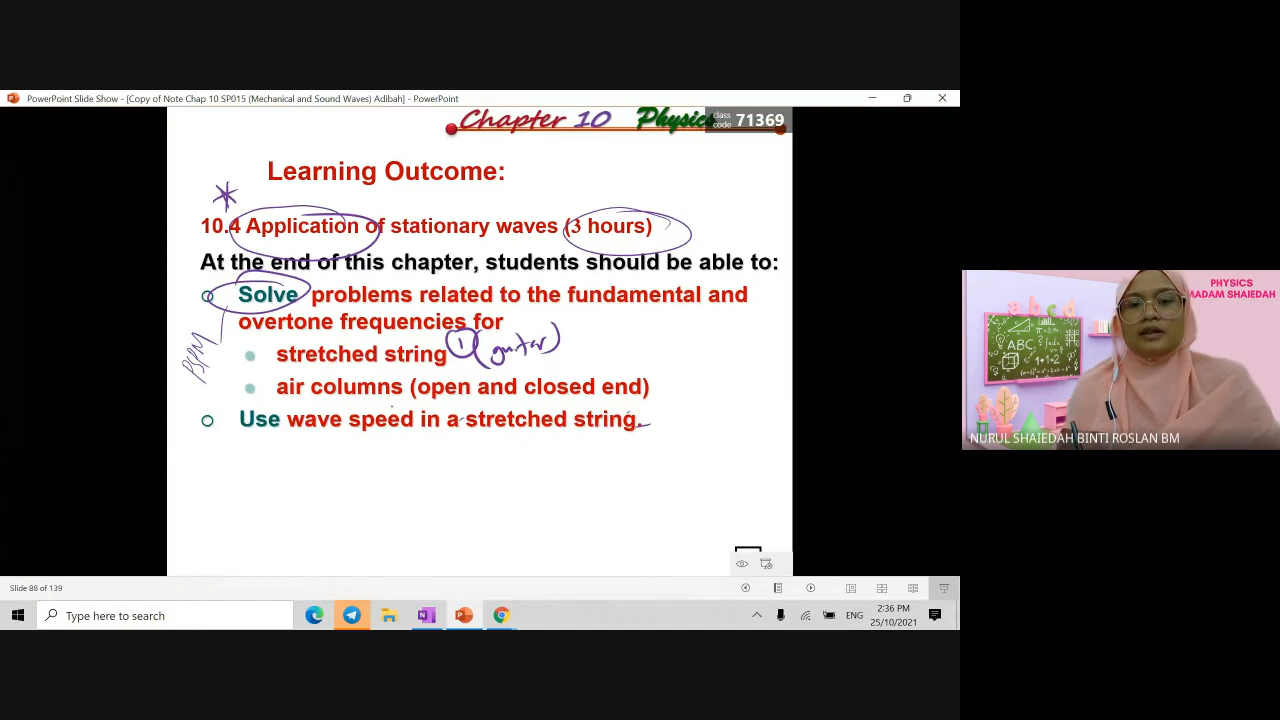 PowerPoint Slide Show - [Copy of Note Chap 10 SP015 (Mechanical and Sound Waves) Adibah] - PowerPoint
Chapter 10 Physics
class code 71369
Learning Outcome:
10.4 Application of stationary waves (3 hours)
At the end of this chapter, students should be able to:
Solve problems related to the fundamental and
overtone frequencies for
stretched string 1 (guitar)
air columns (open and closed end)
Use wave speed in a stretched string.
PHYSICS
MADAM SHAIEDAH
ABC
1+1=2
NURUL SHAIEDAH BINTI ROSLAN BM
Slide 88 of 139
Type here to search
ENG
2:36 PM
25/10/2021